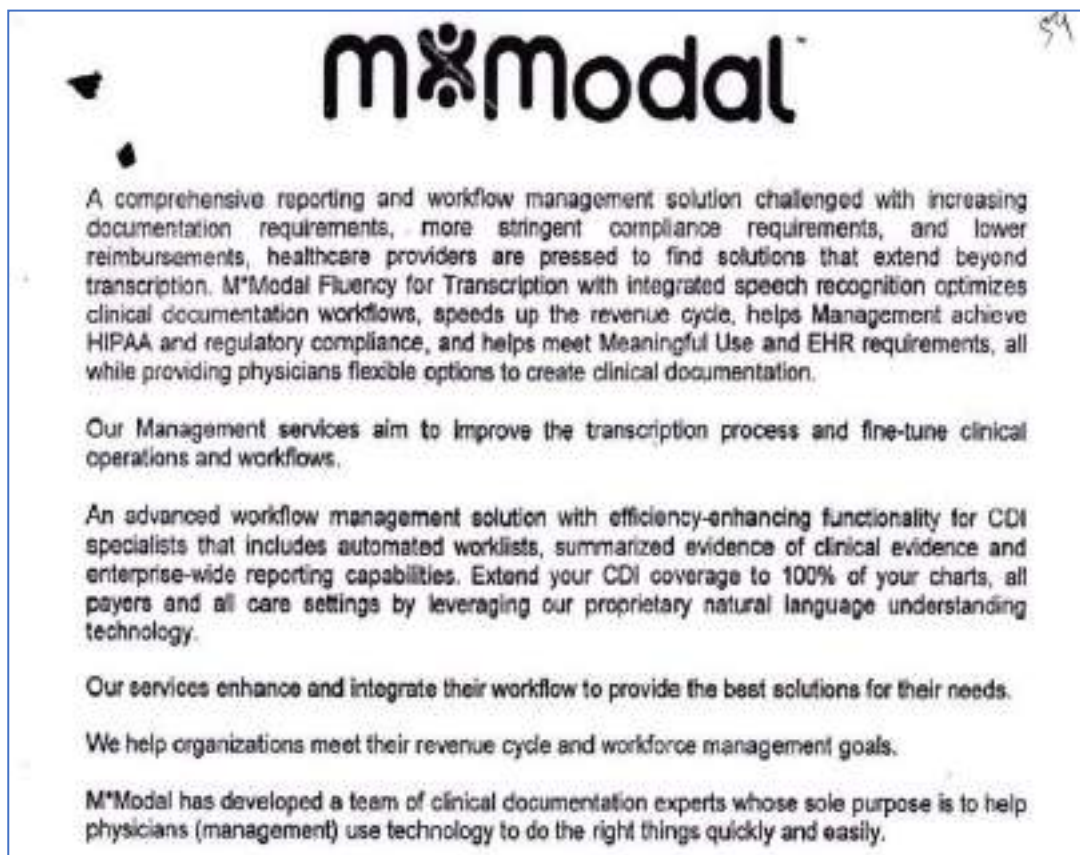 54
M*Modal
A comprehensive reporting and workflow management solution challenged with increasing
documentation requirements, more stringent compliance requirements, and lower
reimbursements, healthcare providers are pressed to find solutions that extend beyond
transcription. M*Modal Fluency for Transcription with integrated speech recognition optimizes
clinical documentation workflows, speeds up the revenue cycle, helps Management achieve
HIPAA and regulatory compliance, and helps meet Meaningful Use and EHR requirements, all
while providing physicians flexible options to create clinical documentation.
Our Management services aim to improve the transcription process and fine-tune clinical
operations and workflows.
An advanced workflow management solution with efficiency-enhancing functionality for CDI
specialists that includes automated worklists, summarized evidence of clinical evidence and
enterprise-wide reporting capabilities. Extend your CDI coverage to 100% of your charts, all
payers and all care settings by leveraging our proprietary natural language understanding
technology.
Our services enhance and integrate their workflow to provide the best solutions for their needs.
We help organizations meet their revenue cycle and workforce management goals.
M*Modal has developed a team of clinical documentation experts whose sole purpose is to help
physicians (management) use technology to do the right things quickly and easily.